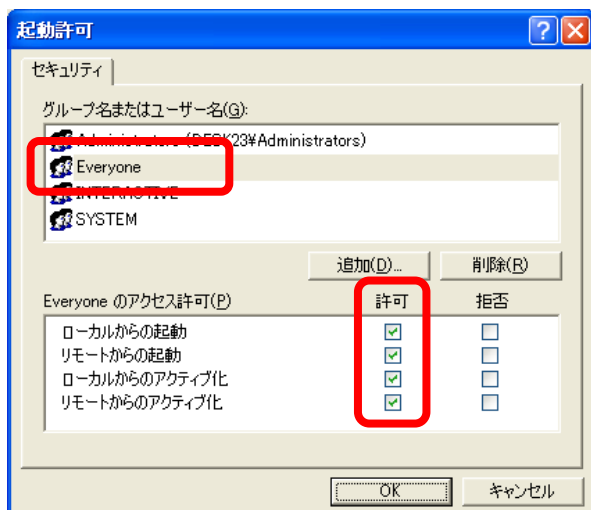 起動許可
セキュリティ
グループ名またはユーザー名(G):
Administrators (DESK23¥Administrators)
Everyone
INTERACTIVE
SYSTEM
追加(D)... 削除(R)
Everyone のアクセス許可(P) 許可 拒否
ローカルからの起動
リモートからの起動
ローカルからのアクティブ化
リモートからのアクティブ化
OK キャンセル